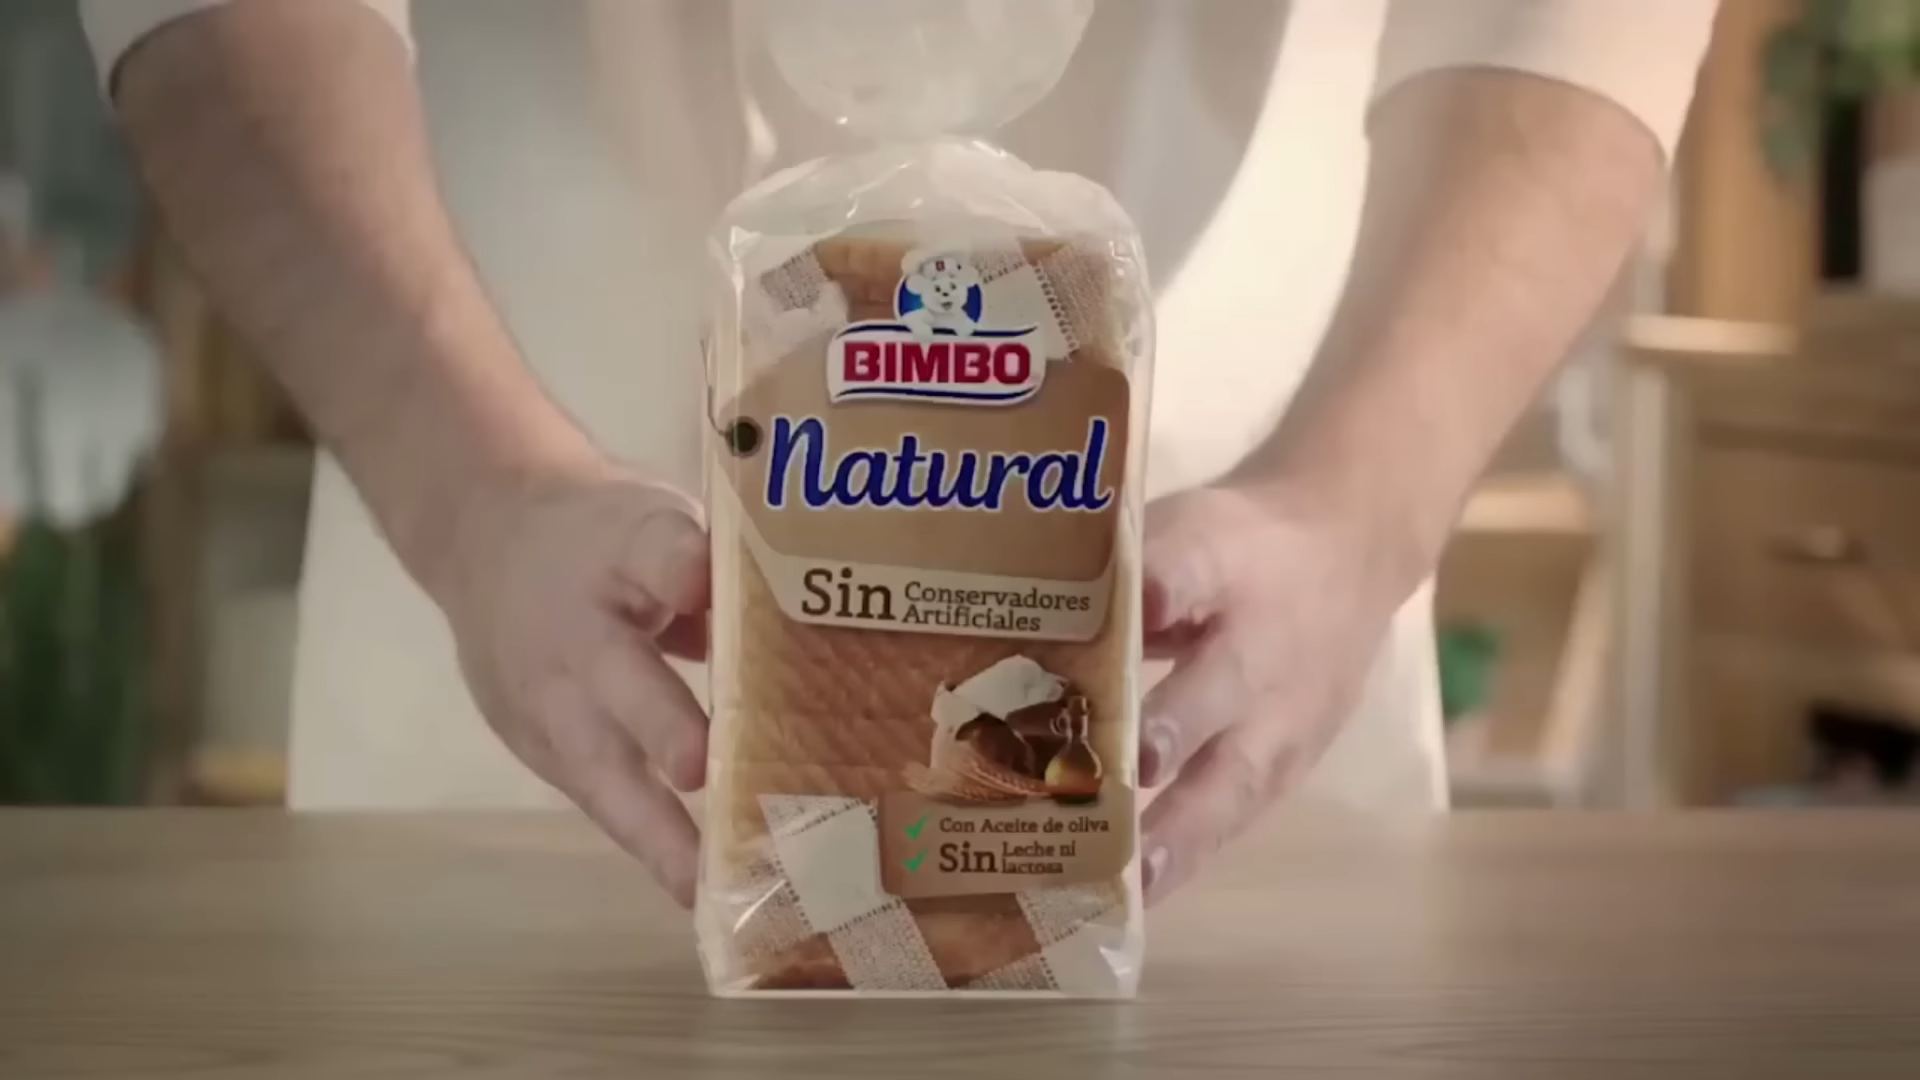 BIMBO
Natural
Sin Conservadores
Artificiales
Con Aceite de oliva
Sin Leche ni
lactosa